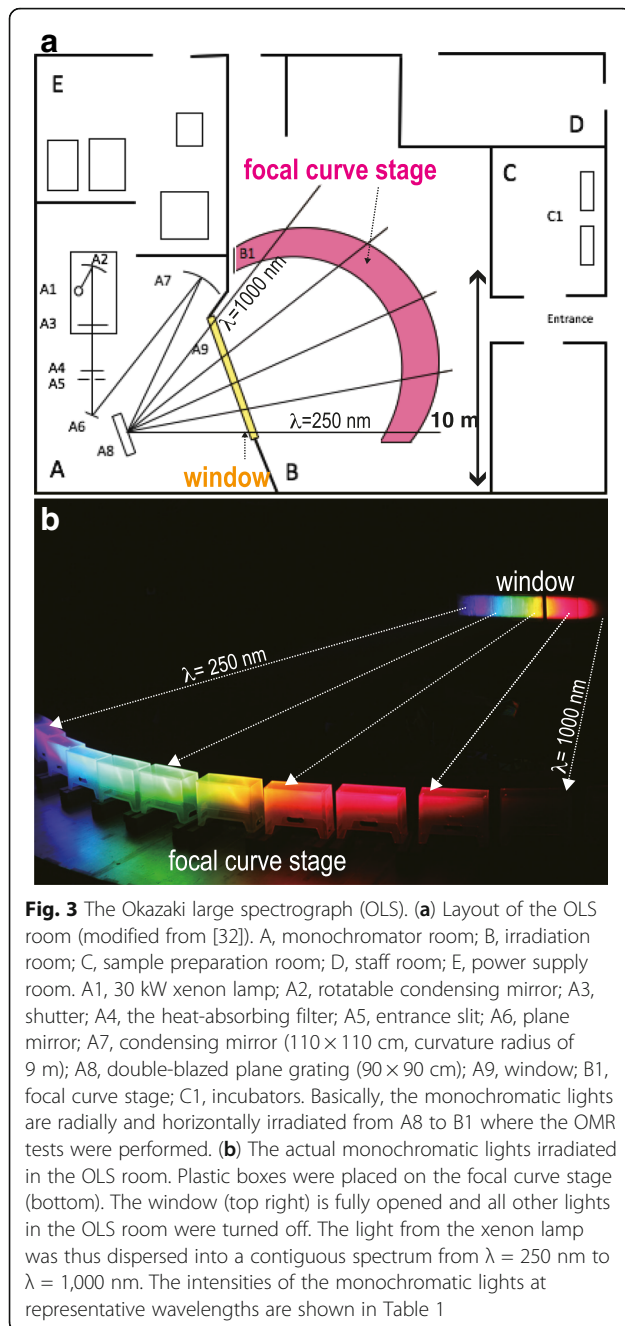 a
E
D
focal curve stage
C
C1
B1
A2
A7
A1
λ=1000 nm
A3
Entrance
A9
A4
A5
10 m
A6
λ=250 nm
A8
A
window
B
b
window
λ= 250 nm
λ= 1000 nm
focal curve stage
Fig. 3 The Okazaki large spectrograph (OLS). (a) Layout of the OLS
room (modified from [32]). A, monochromator room; B, irradiation
room; C, sample preparation room; D, staff room; E, power supply
room. A1, 30 kW xenon lamp; A2, rotatable condensing mirror; A3,
shutter; A4, the heat-absorbing filter; A5, entrance slit; A6, plane
mirror; A7, condensing mirror (110 × 110 cm, curvature radius of
9 m); A8, double-blazed plane grating (90 × 90 cm); A9, window; B1,
focal curve stage; C1, incubators. Basically, the monochromatic lights
are radially and horizontally irradiated from A8 to B1 where the OMR
tests were performed. (b) The actual monochromatic lights irradiated
in the OLS room. Plastic boxes were placed on the focal curve stage
(bottom). The window (top right) is fully opened and all other lights
in the OLS room were turned off. The light from the xenon lamp
was thus dispersed into a contiguous spectrum from λ = 250 nm to
λ = 1,000 nm. The intensities of the monochromatic lights at
representative wavelengths are shown in Table 1